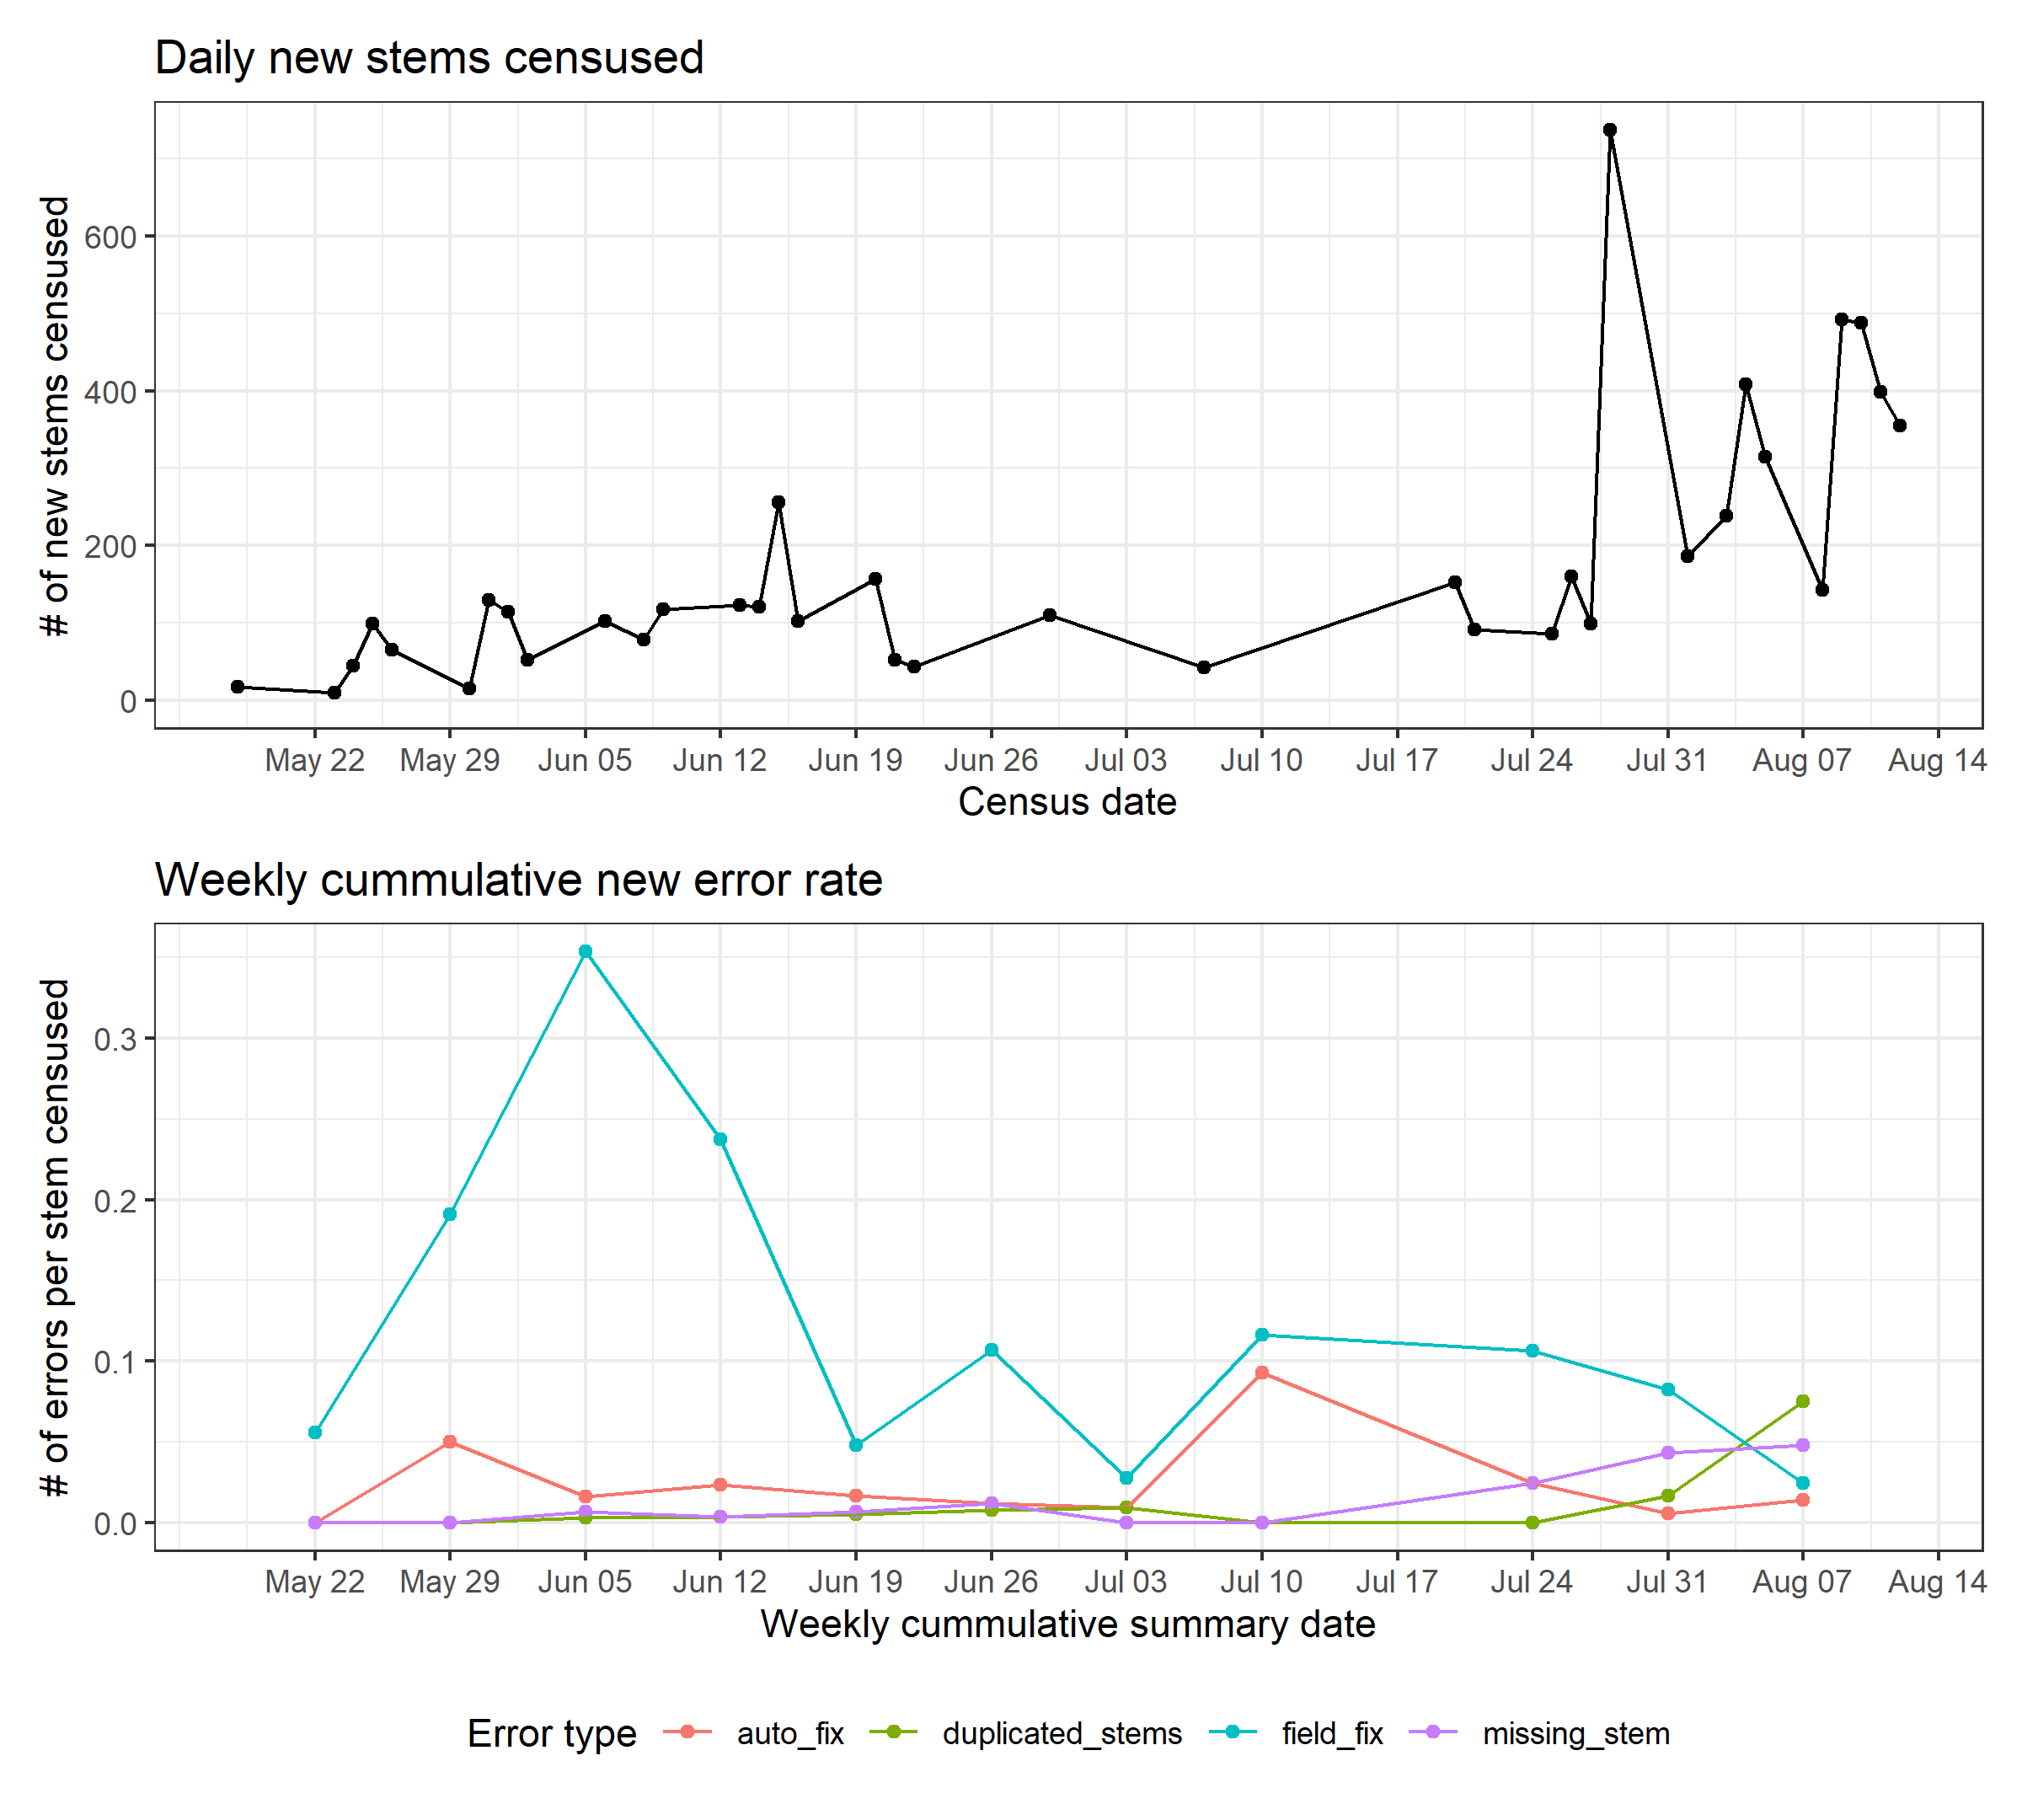 Daily new stems censused
# of new stems censused
600
400
200
0
May 22 May 29 Jun 05 Jun 12 Jun 19 Jun 26 Jul 03 Jul 10 Jul 17 Jul 24 Jul 31 Aug 07 Aug 14
Census date
Weekly cummulative new error rate
# of errors per stem censused
0.3
0.2
0.1
0.0
May 22 May 29 Jun 05 Jun 12 Jun 19 Jun 26 Jul 03 Jul 10 Jul 17 Jul 24 Jul 31 Aug 07 Aug 14
Weekly cummulative summary date
Error type auto_fix duplicated_stems field_fix missing_stem